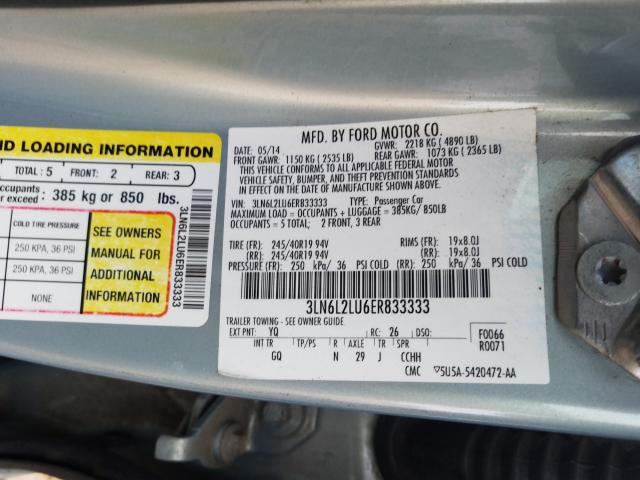 ND LOADING INFORMATION
TOTAL: 5 FRONT: 2 REAR: 3
ccupants
r exceed : 385 kg or 850 lbs.
COLD TIRE PRESSURE
250 KPA, 36 PSI
250 KPA, 36 PSI
NONE
SEE OWNERS
MANUAL FOR
ADDITIONAL
INFORMATION
3LN6L2LU6ER833333
MFD. BY FORD MOTOR CO.
DATE: 05/14 GVWR: 2218 KG ( 4890 LB)
FRONT GAWR: 1150 KG ( 2535 LB) REAR GAWR: 1073 KG ( 2365 LB)
THIS VEHICLE CONFORMS TO ALL APPLICABLE FEDERAL MOTOR
VEHICLE SAFETY, BUMPER, AND THEFT PREVENTION STANDARDS
IN EFFECT ON THE DATE OF MANUFACTURE SHOWN ABOVE.
VIN: 3LN6L2LU6ER833333 TYPE: Passenger Car
MAXIMUM LOAD = OCCUPANTS + LUGGAGE = 385KG/ 850LB
OCCUPANTS = 5 TOTAL: 2 FRONT, 3 REAR
TIRE (FR): 245/40R19 94V RIMS (FR): 19x8.0J
(RR): 245/40R19 94V (RR): 19x8.0J
PRESSURE (FR): 250 kPa/ 36 PSI COLD (RR): 250 kPa/ 36 PSI COLD
3LN6L2LU6ER833333
TRAILER TOWING - SEE OWNER GUIDE.
EXT PNT: YQ RC: 26 DSO: F0066
INT TR TP/PS R AXLE TR SPR R0071
GQ N 29 J CCHH
CMC 5U5A-5420472-AA